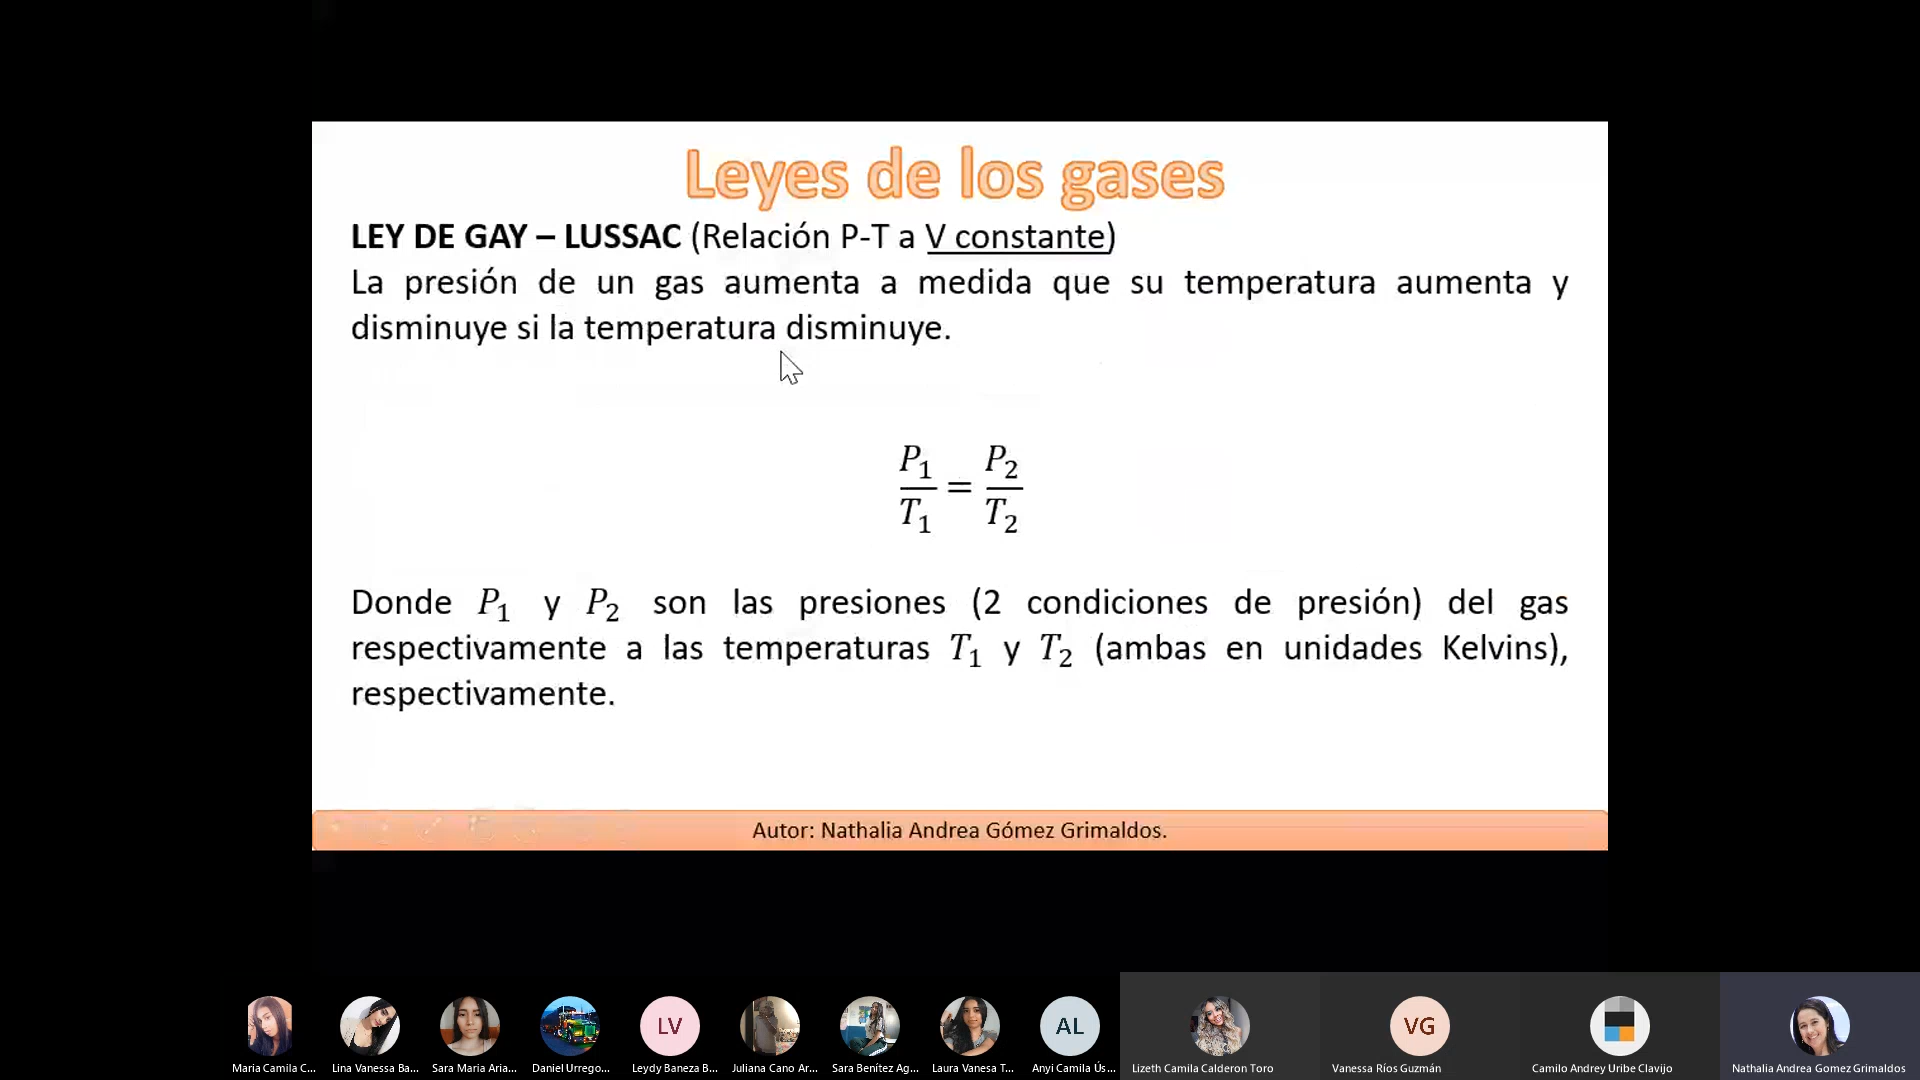 Leyes de los gases
LEY DE GAY – LUSSAC (Relación P-T a V constante)
La presión de un gas aumenta a medida que su temperatura aumenta y
disminuye si la temperatura disminuye.
P₁/T₁ = P₂/T₂
Donde P₁ y P₂ son las presiones (2 condiciones de presión) del gas
respectivamente a las temperaturas T₁ y T₂ (ambas en unidades Kelvins),
respectivamente.
Autor: Nathalia Andrea Gómez Grimaldos.
LV AL VG
Maria Camila C... Lina Vanessa Ba... Sara Maria Aria... Daniel Urrego... Leydy Baneza B... Juliana Cano Ar... Sara Benítez Ag... Laura Vanesa T... Anyi Camila Ús... Lizeth Camila Calderon Toro Vanessa Ríos Guzmán Camilo Andrey Uribe Clavijo Nathalia Andrea Gomez Grimaldos